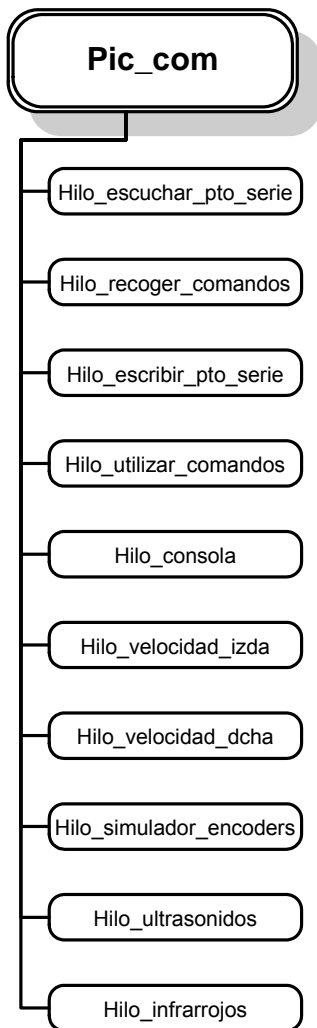 Pic_com
Hilo_escuchar_pto_serie
Hilo_recoger_comandos
Hilo_escribir_pto_serie
Hilo_utilizar_comandos
Hilo_consola
Hilo_velocidad_izda
Hilo_velocidad_dcha
Hilo_simulador_encoders
Hilo_ultrasonidos
Hilo_infrarrojos